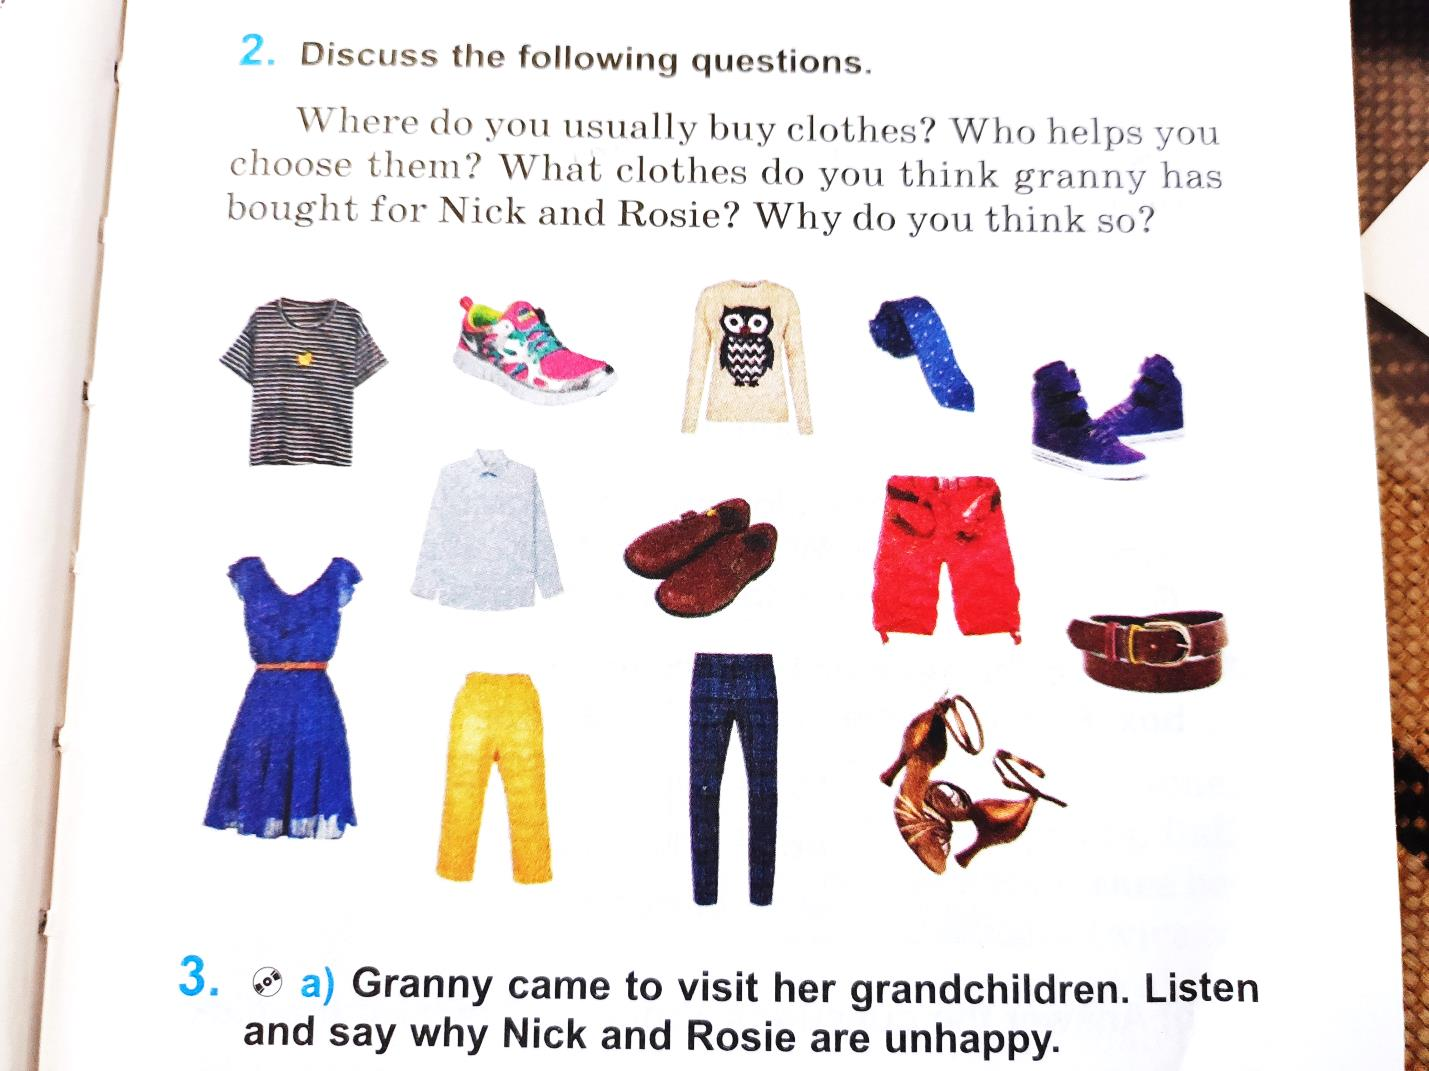 2. Discuss the following questions.
Where do you usually buy clothes? Who helps you
choose them? What clothes do you think granny has
bought for Nick and Rosie? Why do you think so?
3. a) Granny came to visit her grandchildren. Listen
and say why Nick and Rosie are unhappy.